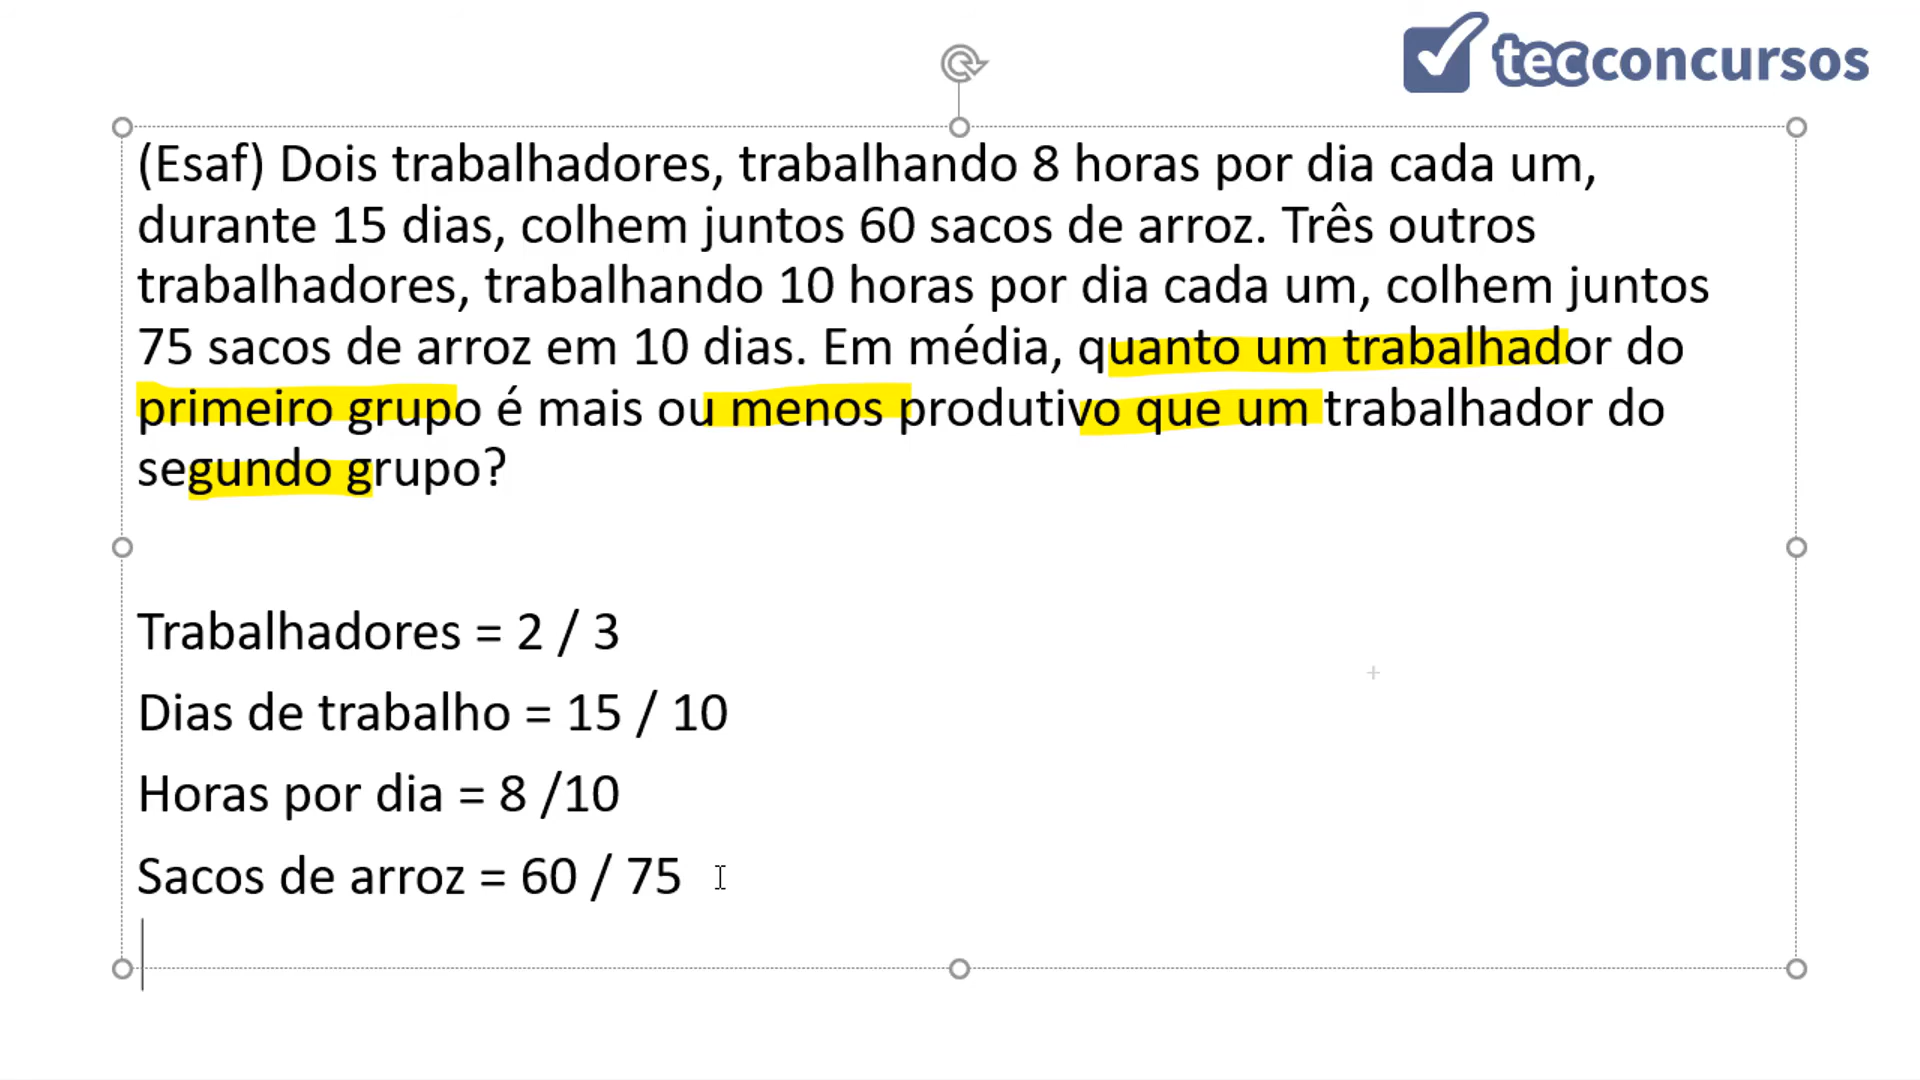 tecconcursos
(Esaf) Dois trabalhadores, trabalhando 8 horas por dia cada um,
durante 15 dias, colhem juntos 60 sacos de arroz. Três outros
trabalhadores, trabalhando 10 horas por dia cada um, colhem juntos
75 sacos de arroz em 10 dias. Em média, quanto um trabalhador do
primeiro grupo é mais ou menos produtivo que um trabalhador do
segundo grupo?
Trabalhadores = 2 / 3
Dias de trabalho = 15 / 10
Horas por dia = 8 /10
Sacos de arroz = 60 / 75